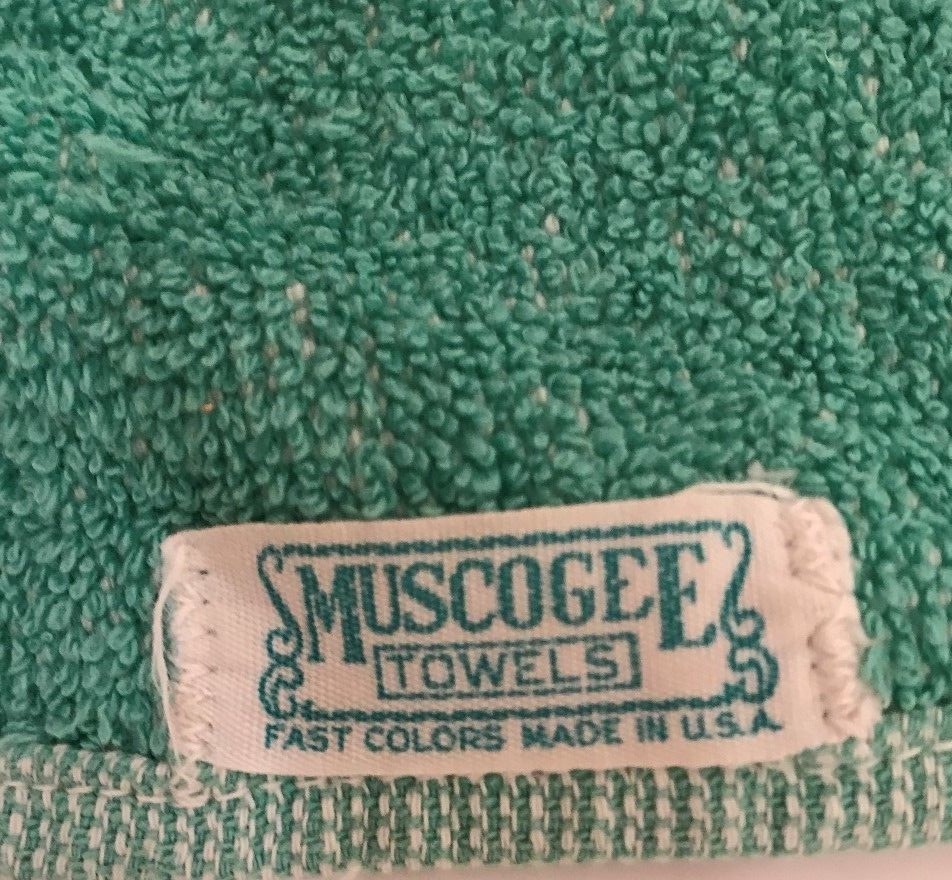 MUSCOGEE
TOWELS
FAST COLORS MADE IN U.S.A.